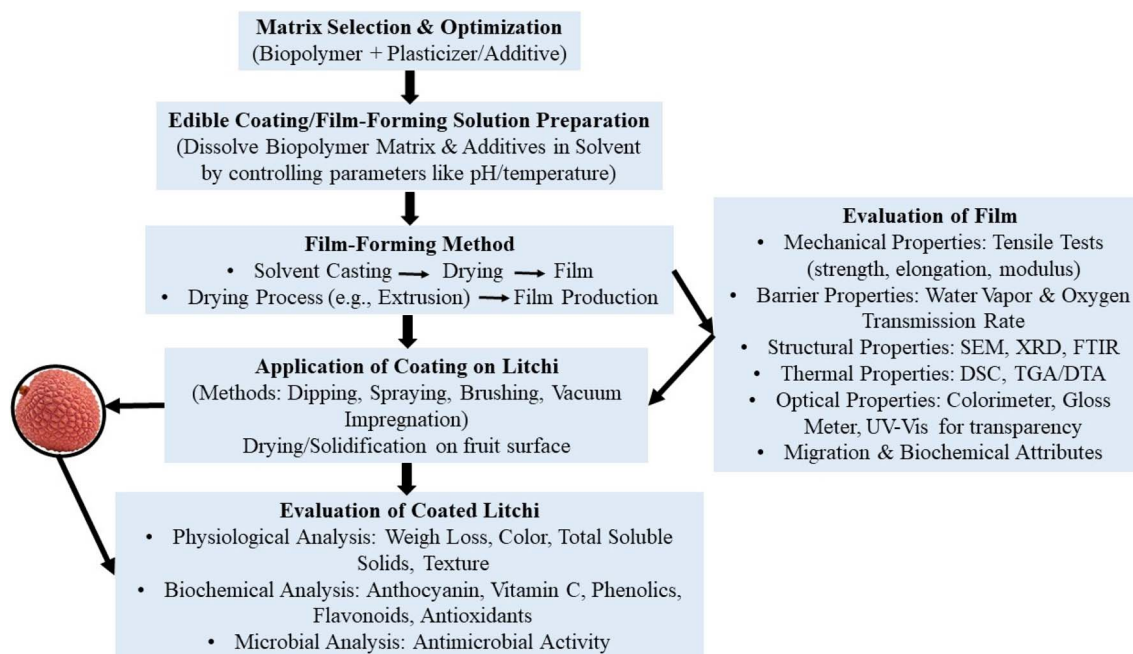 Matrix Selection & Optimization
(Biopolymer + Plasticizer/Additive)
Edible Coating/Film-Forming Solution Preparation
(Dissolve Biopolymer Matrix & Additives in Solvent
by controlling parameters like pH/temperature)
Film-Forming Method
• Solvent Casting → Drying → Film
• Drying Process (e.g., Extrusion) → Film Production
Evaluation of Film
• Mechanical Properties: Tensile Tests
(strength, elongation, modulus)
• Barrier Properties: Water Vapor & Oxygen
Transmission Rate
• Structural Properties: SEM, XRD, FTIR
• Thermal Properties: DSC, TGA/DTA
• Optical Properties: Colorimeter, Gloss
Meter, UV-Vis for transparency
• Migration & Biochemical Attributes
Application of Coating on Litchi
(Methods: Dipping, Spraying, Brushing, Vacuum
Impregnation)
Drying/Solidification on fruit surface
Evaluation of Coated Litchi
• Physiological Analysis: Weigh Loss, Color, Total Soluble
Solids, Texture
• Biochemical Analysis: Anthocyanin, Vitamin C, Phenolics,
Flavonoids, Antioxidants
• Microbial Analysis: Antimicrobial Activity